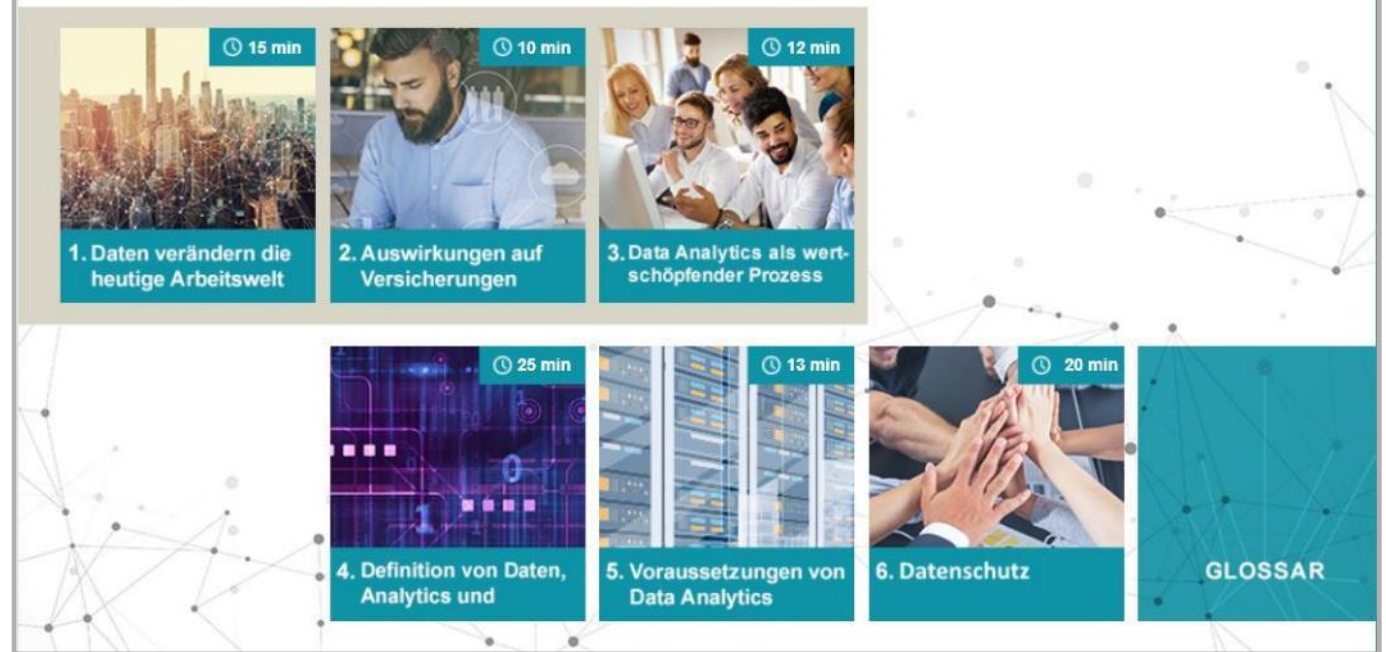 15 min
10 min
12 min
1. Daten verändern die
heutige Arbeitswelt
2. Auswirkungen auf
Versicherungen
3. Data Analytics als wert-
schöpfender Prozess
25 min
13 min
20 min
4. Definition von Daten,
Analytics und
5. Voraussetzungen von
Data Analytics
6. Datenschutz
GLOSSAR